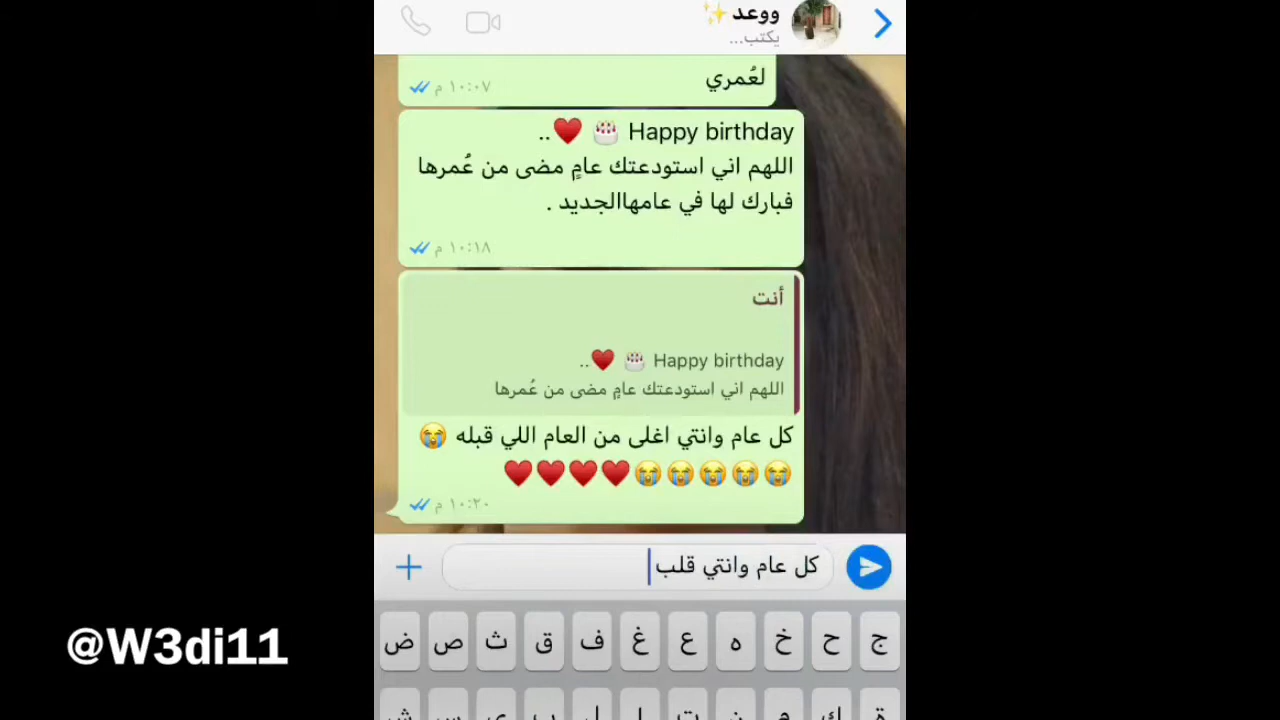 ووعد ✨
يكتب...
لعُمري
١٠:٠٧ م
Happy birthday 🎂 ♥️..
اللهم اني استودعتك عامٍ مضى من عُمرها
فبارك لها في عامهاالجديد .
١٠:١٨ م
أنت
Happy birthday 🎂 ♥️..
اللهم اني استودعتك عامٍ مضى من عُمرها
كل عام وانتي اغلى من العام اللي قبله 😭
😭😭😭😭😭♥️♥️♥️♥️
١٠:٢٠ م
كل عام وانتي قلب
@W3di11
ج ح خ ه ع غ ف ق ث ص ض
ة ك م ن ت ا ل ب ي س ش